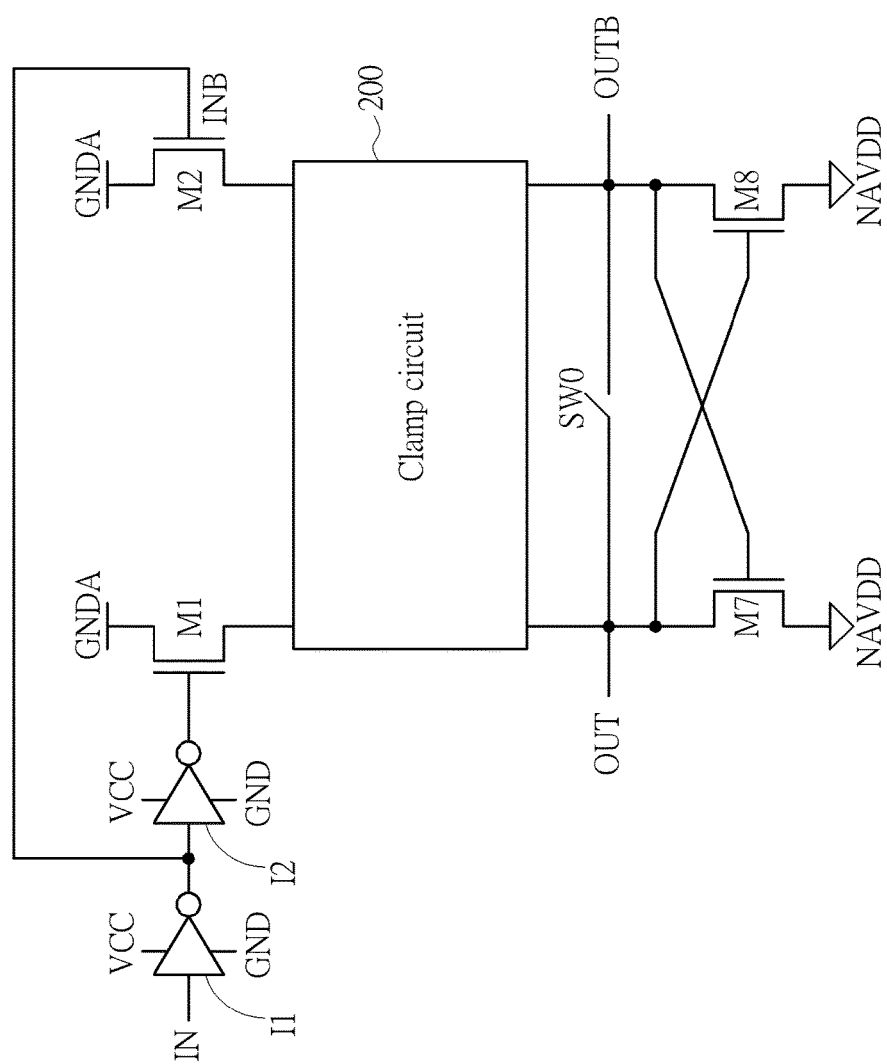 IN
VCC
GND
I1
VCC
GND
I2
GNDA
M1
GNDA
M2
INB
200
Clamp circuit
OUT
SW0
OUTB
M7
NAVDD
M8
NAVDD